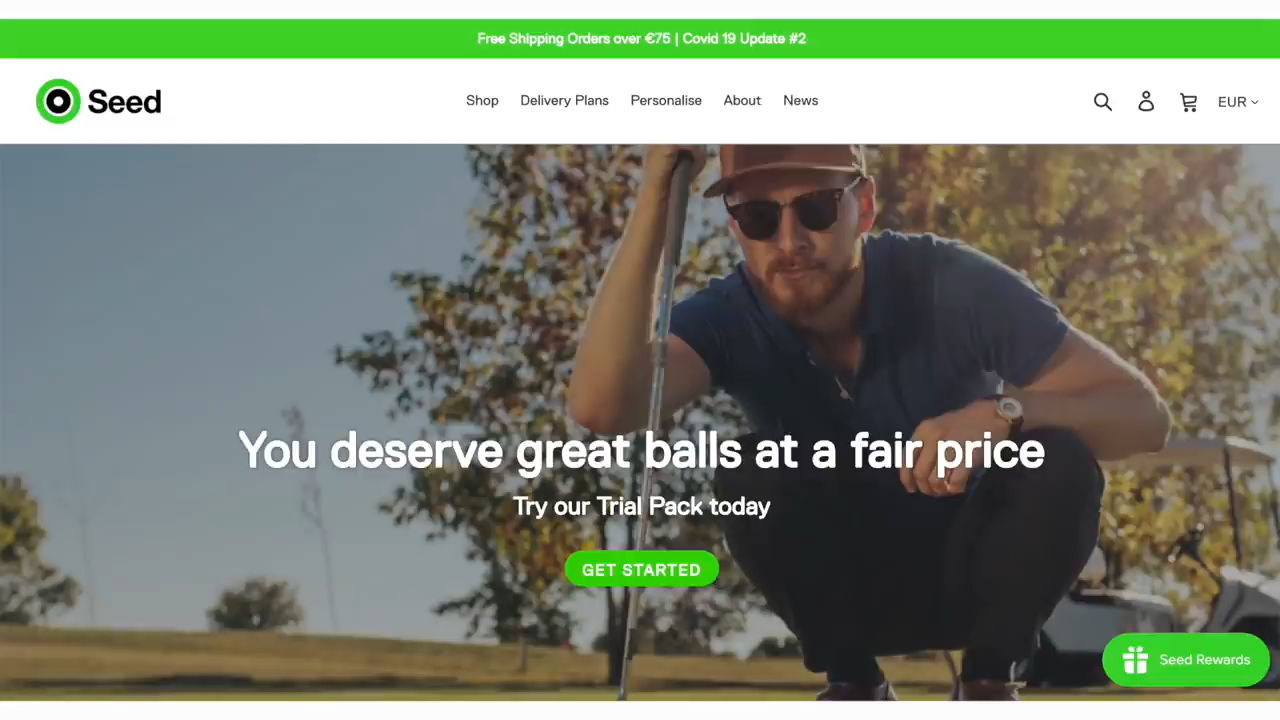 Free Shipping Orders over €75 | Covid 19 Update #2
Seed
Shop Delivery Plans Personalise About News
EUR
You deserve great balls at a fair price
Try our Trial Pack today
GET STARTED
Seed Rewards